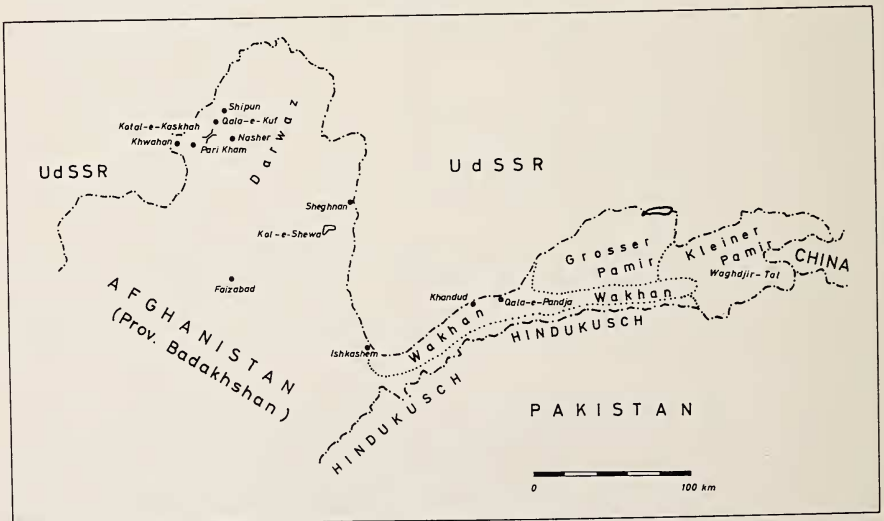 Shipun
Qala-e-Kuf
Kotal-e-Kaskhah
Nasher
Khwahan
Pari Kham
Darwaz
UdSSR
UdSSR
Sheghnan
Kol-e-Shewa
Grosser
Pamir
Kleiner
Pamir
CHINA
Waghdjir-Tal
Faizabad
AFGHANISTAN
(Prov. Badakhshan)
Khandud
Qala-e-Pandja
Wakhan
Wakhan
HINDUKUSCH
Ishkashem
HINDUKUSCH
PAKISTAN
0 100 km